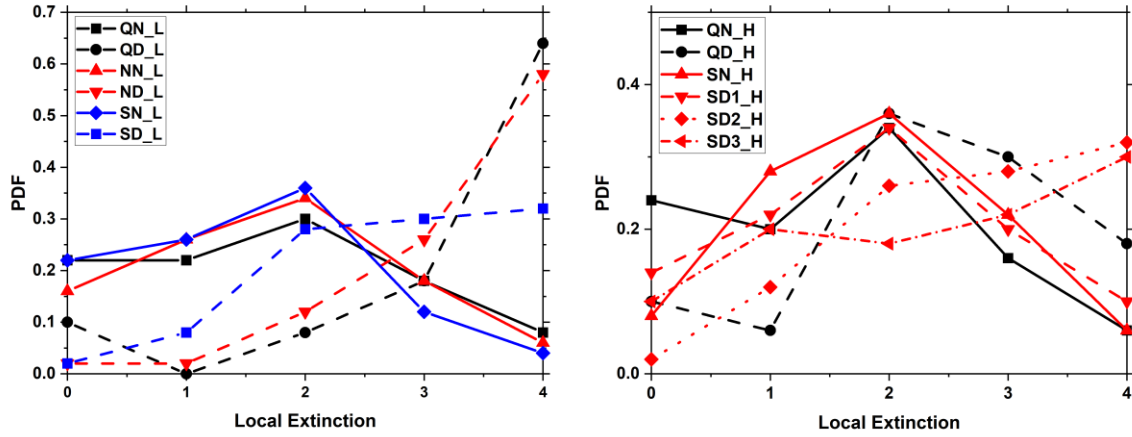 0.7
0.6
0.5
0.4
0.3
0.2
0.1
0.0
PDF
QN_L
QD_L
NN_L
ND_L
SN_L
SD_L
0 1 2 3 4
Local Extinction
0.4
0.2
0.0
PDF
QN_H
QD_H
SN_H
SD1_H
SD2_H
SD3_H
0 1 2 3 4
Local Extinction